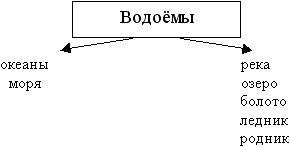 Водоёмы
океаны
моря
река
озеро
болото
ледник
родник